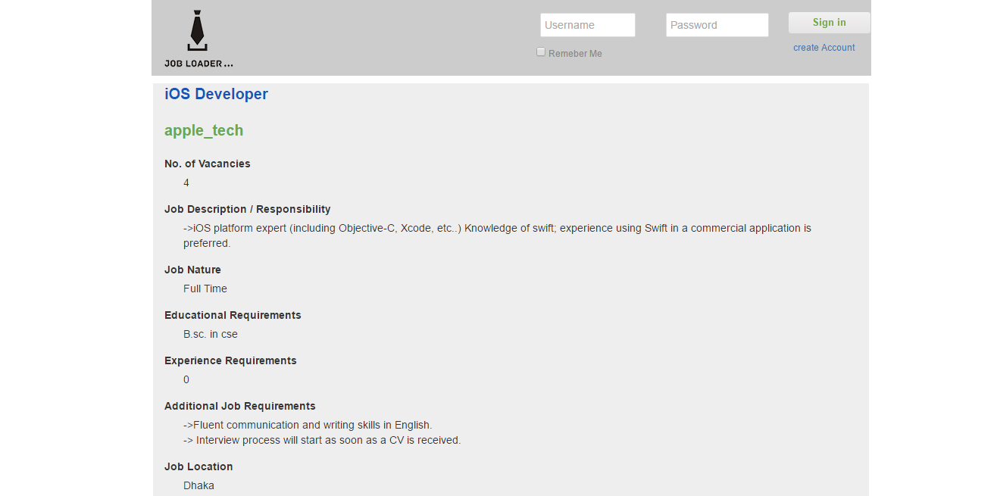 JOB LOADER...
Username
Password
Sign in
Remeber Me
create Account
iOS Developer
apple_tech
No. of Vacancies
4
Job Description / Responsibility
->iOS platform expert (including Objective-C, Xcode, etc..) Knowledge of swift; experience using Swift in a commercial application is
preferred.
Job Nature
Full Time
Educational Requirements
B.sc. in cse
Experience Requirements
0
Additional Job Requirements
->Fluent communication and writing skills in English.
-> Interview process will start as soon as a CV is received.
Job Location
Dhaka